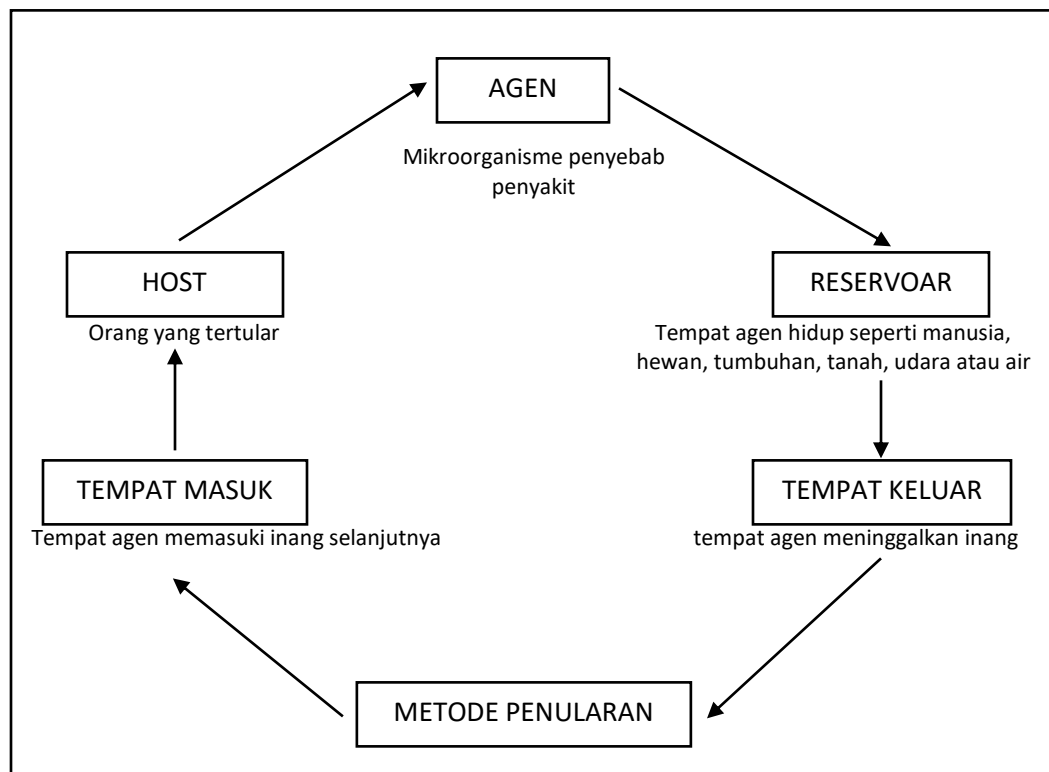 AGEN
Mikroorganisme penyebab
penyakit
HOST
Orang yang tertular
RESERVOAR
Tempat agen hidup seperti manusia,
hewan, tumbuhan, tanah, udara atau air
TEMPAT MASUK
Tempat agen memasuki inang selanjutnya
TEMPAT KELUAR
tempat agen meninggalkan inang
METODE PENULARAN